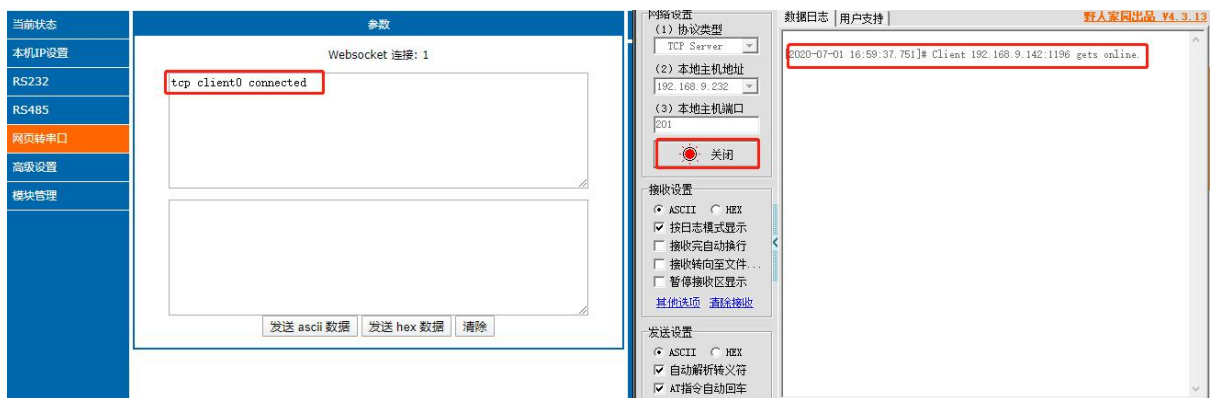 当前状态
本机IP设置
RS232
RS485
网页转串口
高级设置
模块管理
参数
Websocket 连接: 1
tcp client0 connected
发送 ascii 数据
发送 hex 数据
清除
网络设置
(1) 协议类型
TCP Server
(2) 本地主机地址
192.168.9.232
(3) 本地主机端口
201
关闭
接收设置
ASCII HEX
按日志模式显示
接收完自动换行
接收转向至文件...
暂停接收区显示
其他选项 清除接收
发送设置
ASCII HEX
自动解析转义符
AT指令自动回车
数据日志 用户支持
野人家园出品 V4.3.13
[2020-07-01 16:59:37.751]# Client 192.168.9.142:1196 gets online.